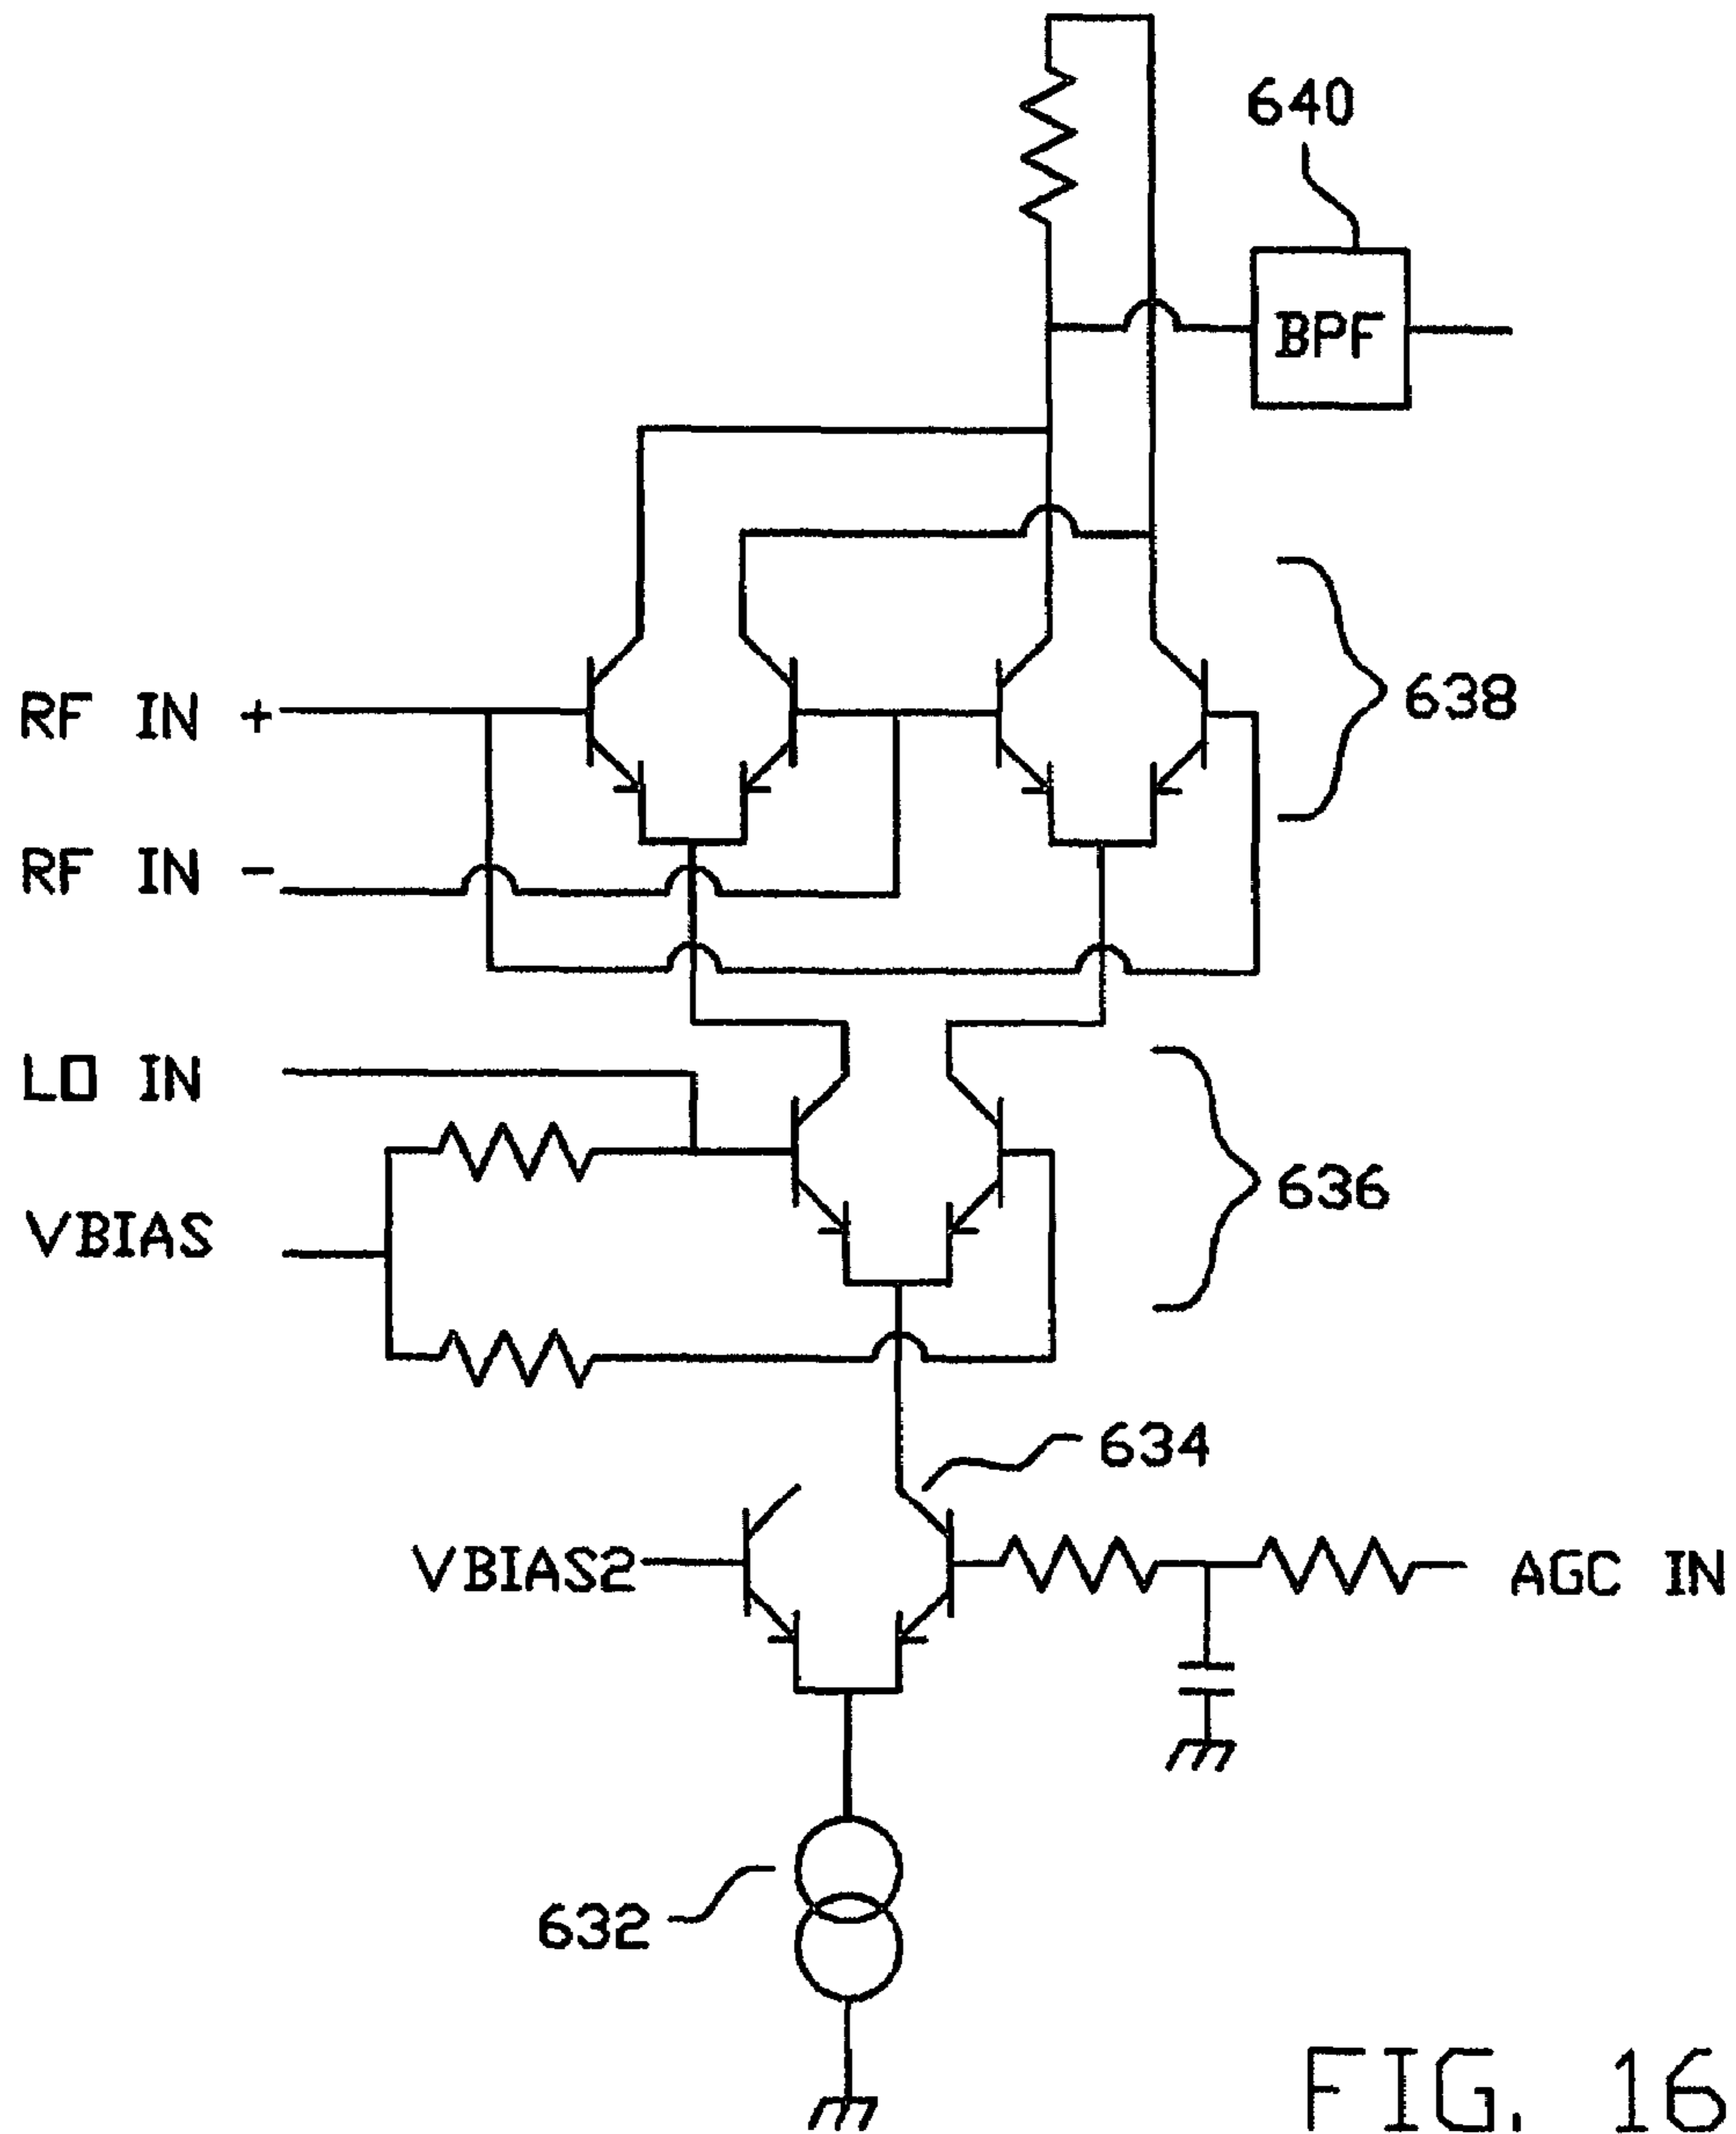 640
BPF
RF IN +
638
RF IN -
LO IN
636
VBIAS
634
VBIAS2
AGC IN
632
FIG. 16